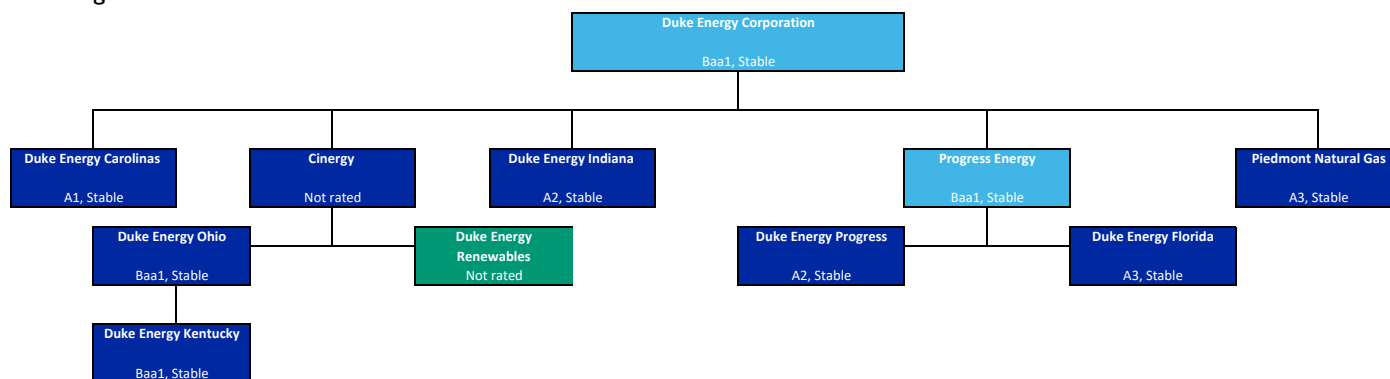 Duke Energy Corporation
Baa1, Stable
Duke Energy Carolinas
A1, Stable
Cinergy
Not rated
Duke Energy Indiana
A2, Stable
Progress Energy
Baa1, Stable
Piedmont Natural Gas
A3, Stable
Duke Energy Ohio
Baa1, Stable
Duke Energy
Renewables
Not rated
Duke Energy Progress
A2, Stable
Duke Energy Florida
A3, Stable
Duke Energy Kentucky
Baa1, Stable